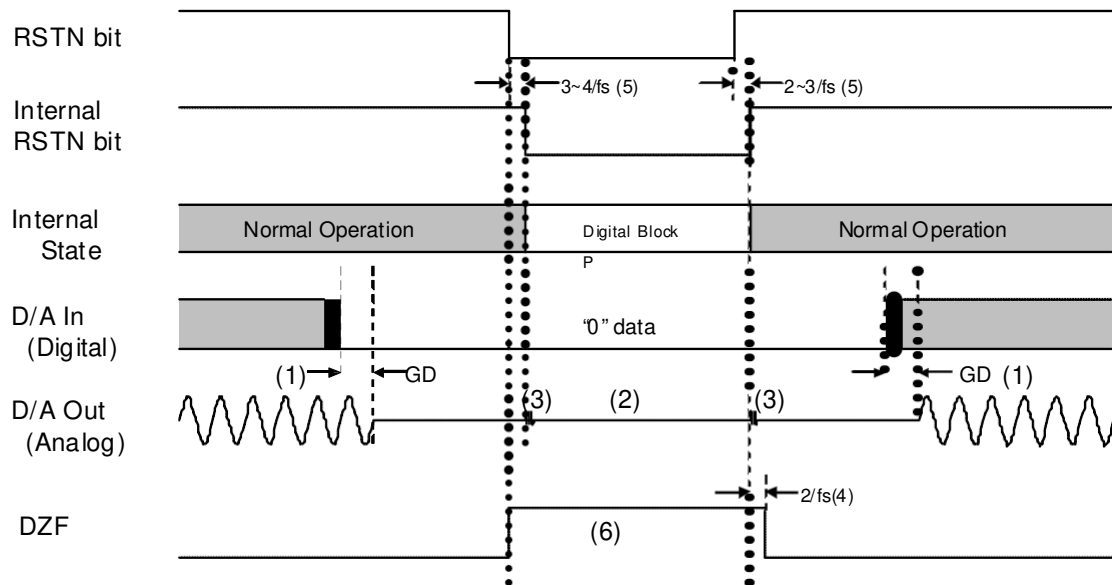 RSTN bit
3~4/fs (5)
2~3/fs (5)
Internal
RSTN bit
Internal
State
Normal Operation
Digital Block
P
Normal Operation
D/A In
(Digital)
“0” data
(1)
GD
GD
(1)
D/A Out
(Analog)
(3)
(2)
(3)
2/fs(4)
DZF
(6)